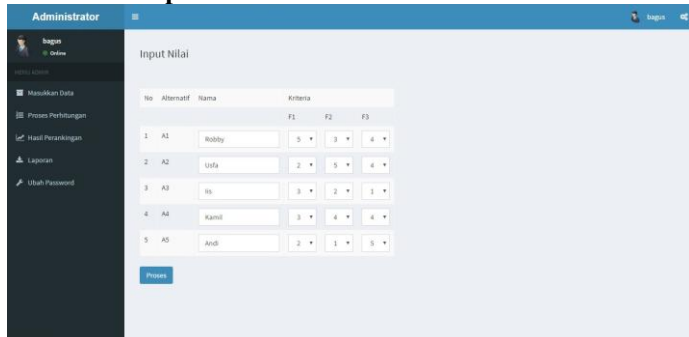 Administrator
bagus
bagus
Online
Input Nilai
Masukkan Data
Proses Perhitungan
Hasil Perankingan
Laporan
Ubah Password
No Alternatif Nama Kriteria
F1 F2 F3
1 A1 Robby 5 3 4
2 A2 Usfa 2 5 4
3 A3 Iis 3 2 1
4 A4 Kamil 3 4 4
5 A5 Andi 2 1 5
Proses